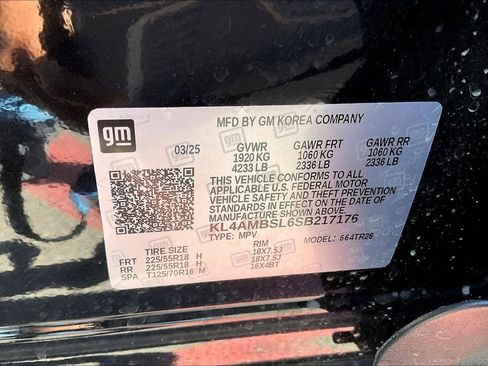 gm
MFD BY GM KOREA COMPANY
03/25 GVWR GAWR FRT GAWR RR
1920 KG 1060 KG 1060 KG
4233 LB 2336 LB 2336 LB
THIS VEHICLE CONFORMS TO ALL
APPLICABLE U.S. FEDERAL MOTOR
VEHICLE SAFETY AND THEFT PREVENTION
STANDARDS IN EFFECT ON THE DATE OF
MANUFACTURE SHOWN ABOVE.
KL4AMBSL6SB217176
TYPE: MPV MODEL: 664TR26
TIRE SIZE RIM
FRT 225/55R18 H 18X7.5J
RR 225/55R18 H 18X7.5J
SPA T125/70R16 M 16X4BT